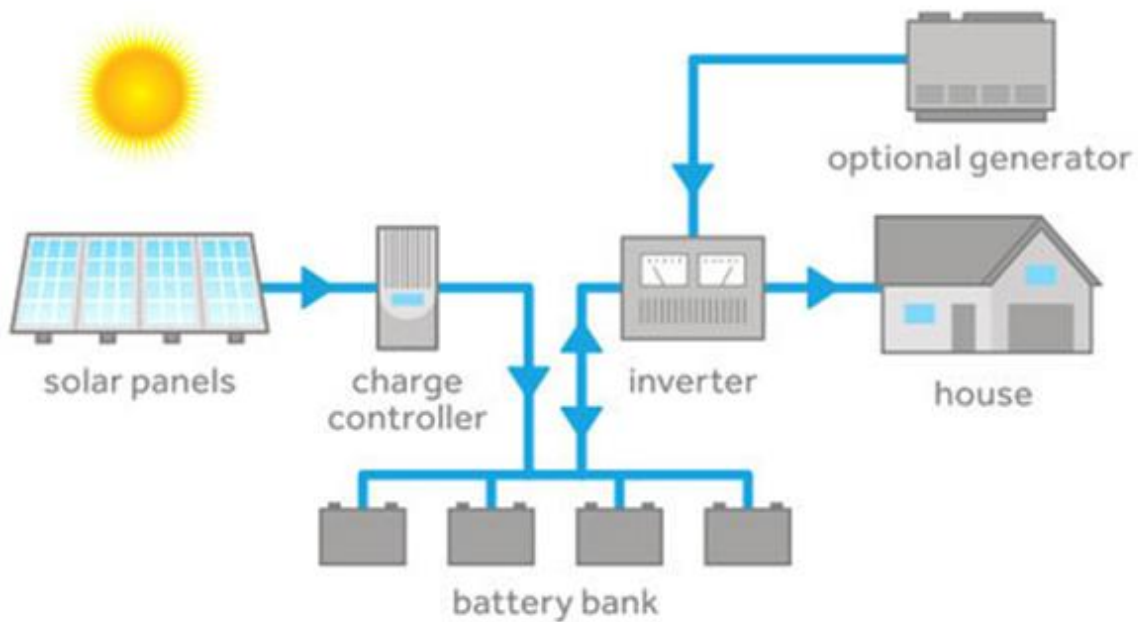 optional generator
solar panels
charge
controller
inverter
house
battery bank